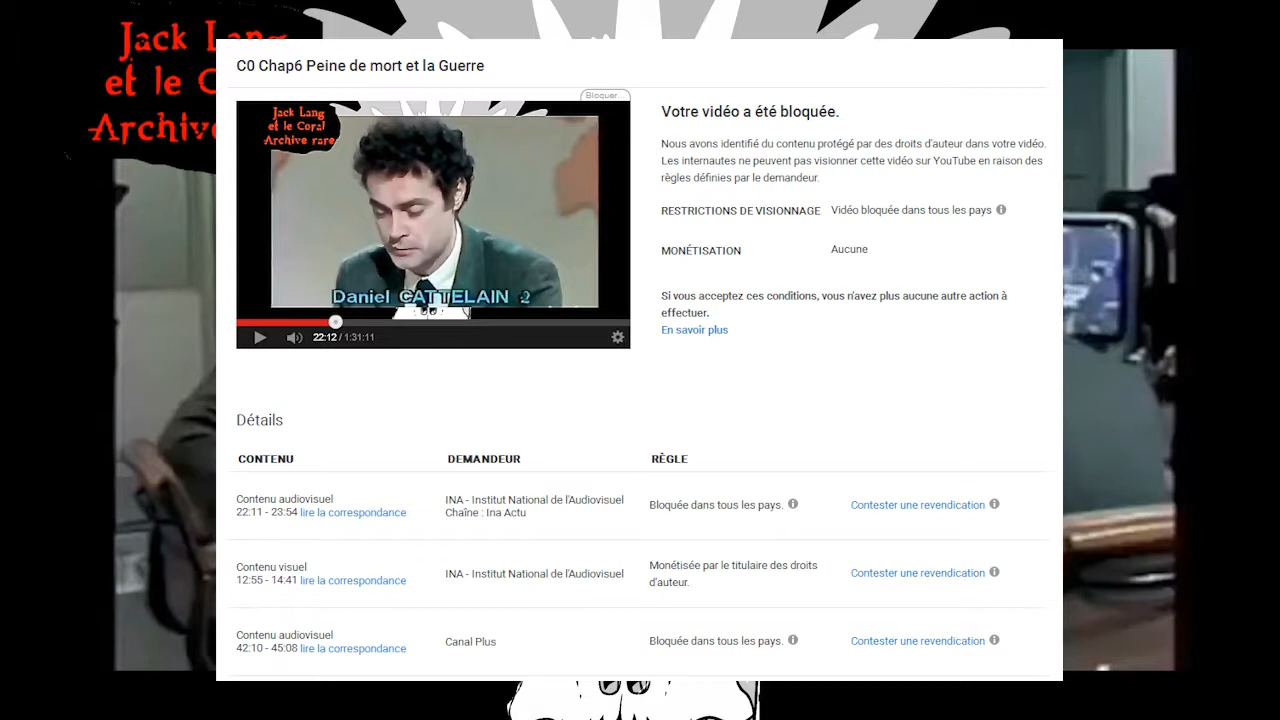 Jack Lang
et le C
Archive
C0 Chap6 Peine de mort et la Guerre
Bloquer...
Jack Lang
et le Coral
Archive rare
Daniel CATTELAIN 2
22:12 / 1:31:11
Votre vidéo a été bloquée.
Nous avons identifié du contenu protégé par des droits d'auteur dans votre vidéo.
Les internautes ne peuvent pas visionner cette vidéo sur YouTube en raison des
règles définies par le demandeur.
RESTRICTIONS DE VISIONNAGE Vidéo bloquée dans tous les pays
MONÉTISATION Aucune
Si vous acceptez ces conditions, vous n'avez plus aucune autre action à
effectuer.
En savoir plus
Détails
CONTENU DEMANDEUR RÈGLE
Contenu audiovisuel
22:11 - 23:54 lire la correspondance
INA - Institut National de l'Audiovisuel
Chaîne : Ina Actu
Bloquée dans tous les pays.
Contester une revendication
Contenu visuel
12:55 - 14:41 lire la correspondance
INA - Institut National de l'Audiovisuel
Monétisée par le titulaire des droits
d'auteur.
Contester une revendication
Contenu audiovisuel
42:10 - 45:08 lire la correspondance
Canal Plus
Bloquée dans tous les pays.
Contester une revendication